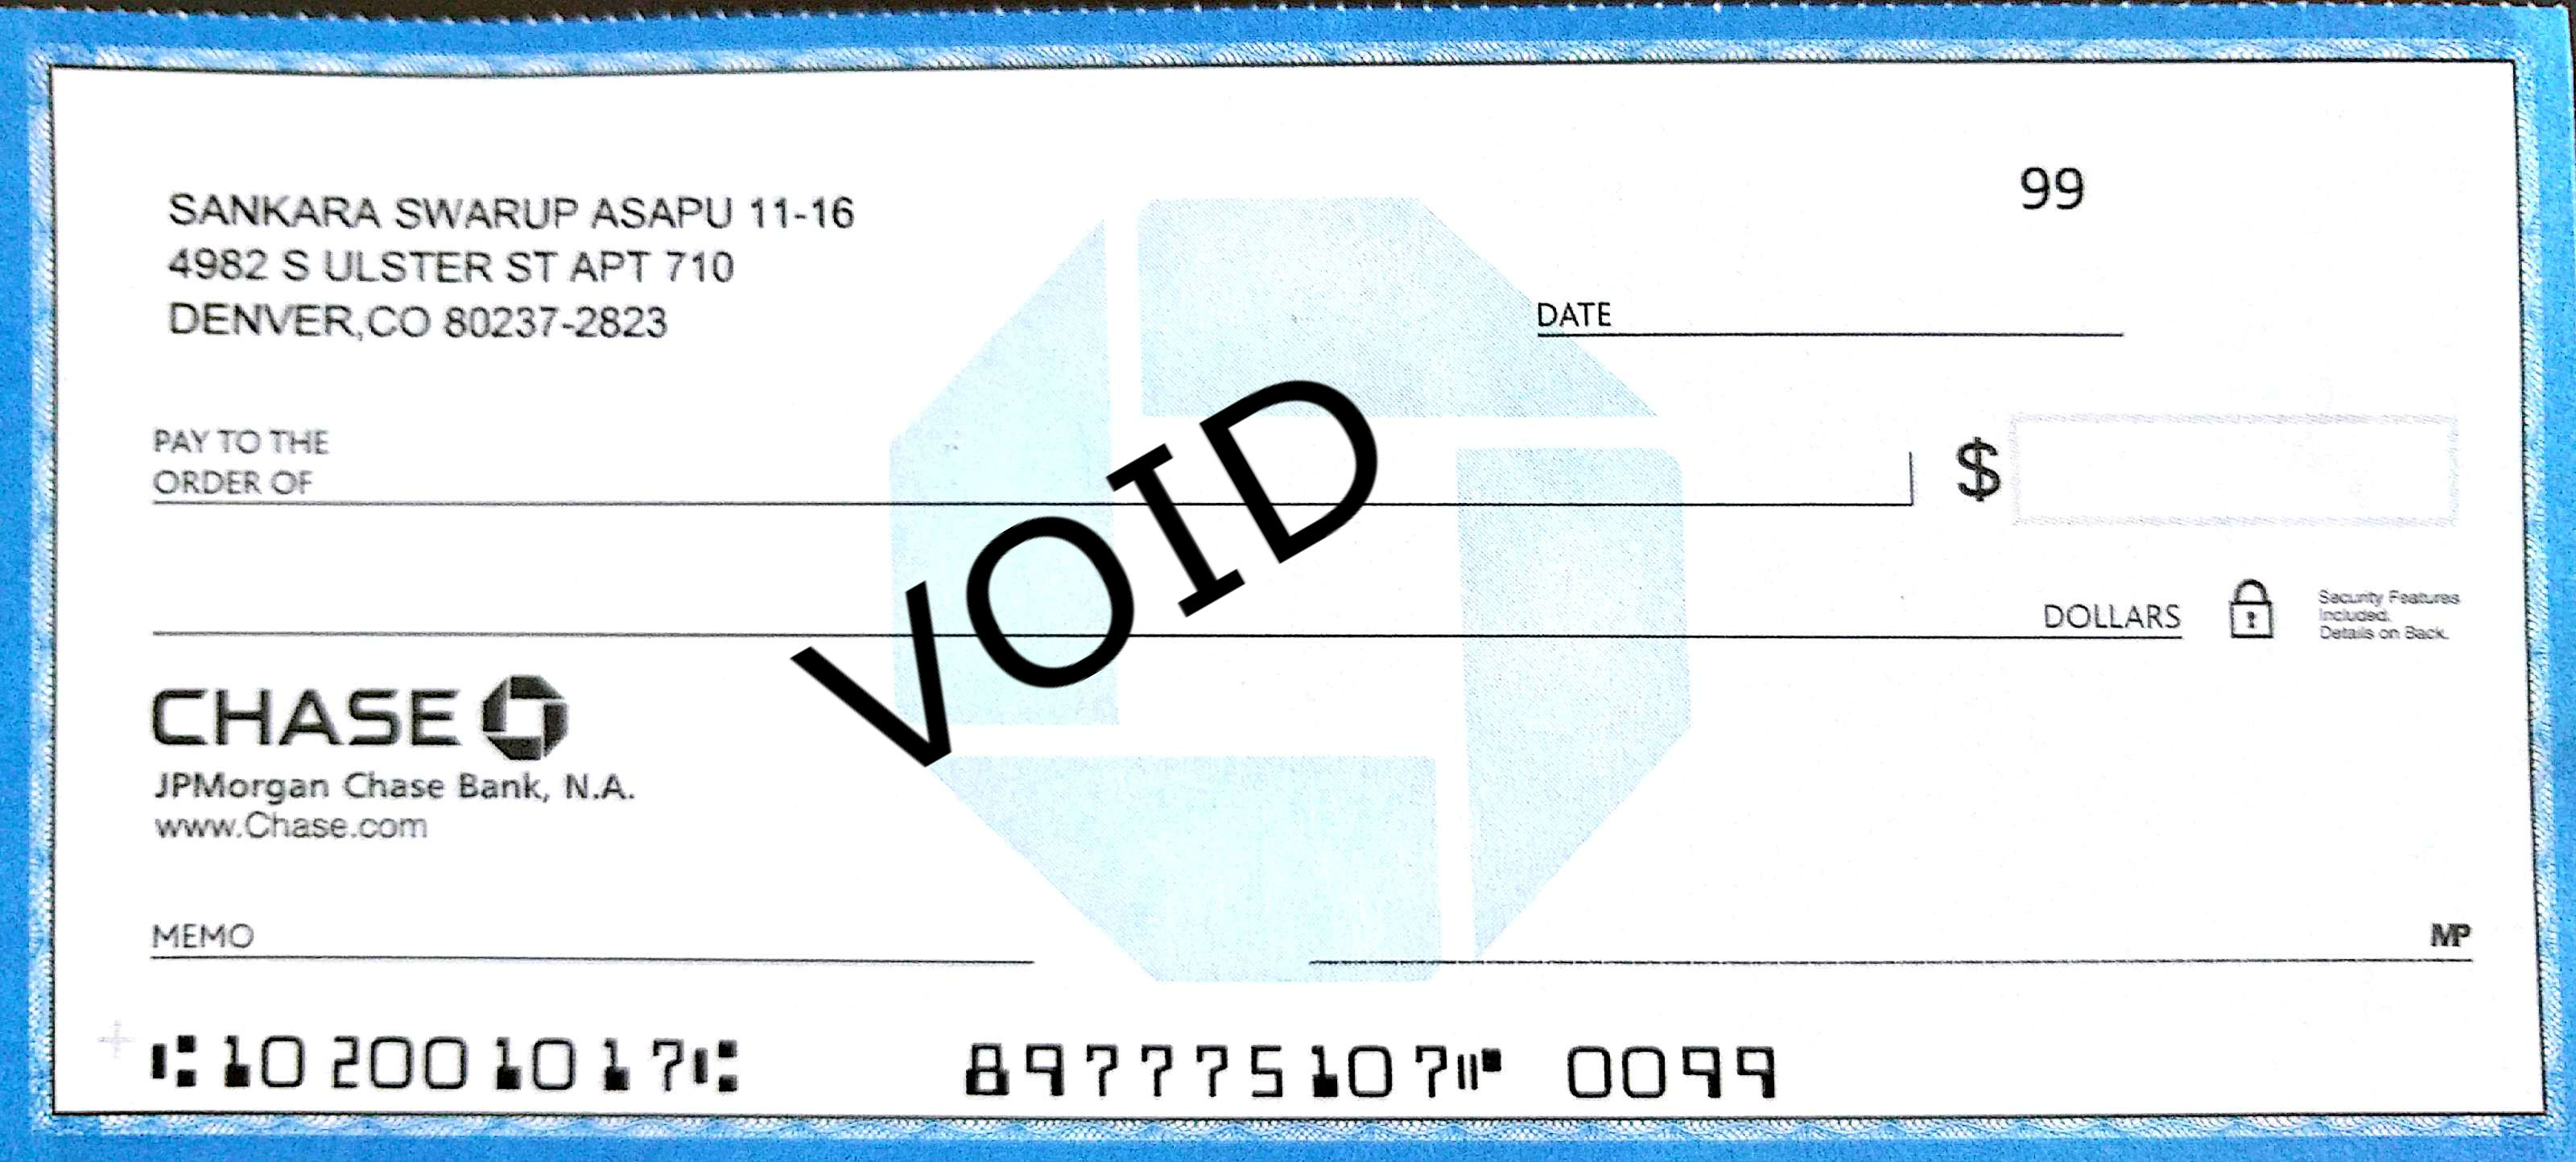 99
SANKARA SWARUP ASAPU 11-16
4982 S ULSTER ST APT 710
DENVER,CO 80237-2823
DATE
PAY TO THE
ORDER OF
$
VOID
DOLLARS
Security Features
Included.
Details on Back.
CHASE
JPMorgan Chase Bank, N.A.
www.Chase.com
MEMO
MP
⑆102001017⑆ 897775107⑈ 0099